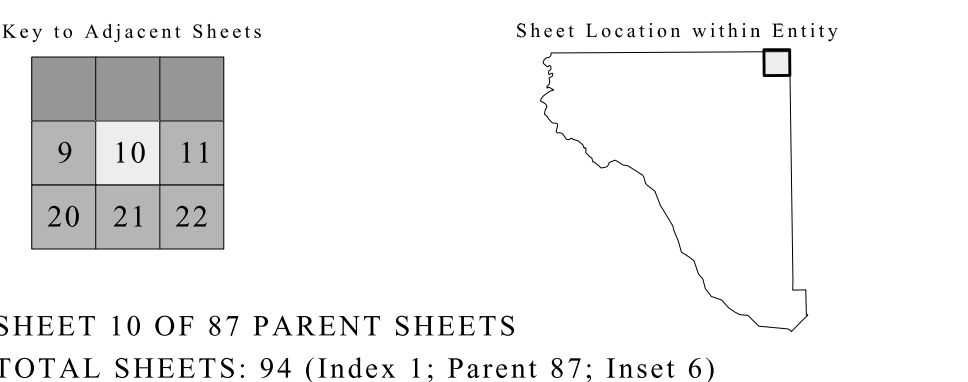 Key to Adjacent Sheets
Sheet Location within Entity
9 10 11
20 21 22
SHEET 10 OF 87 PARENT SHEETS
TOTAL SHEETS: 94 (Index 1; Parent 87; Inset 6)